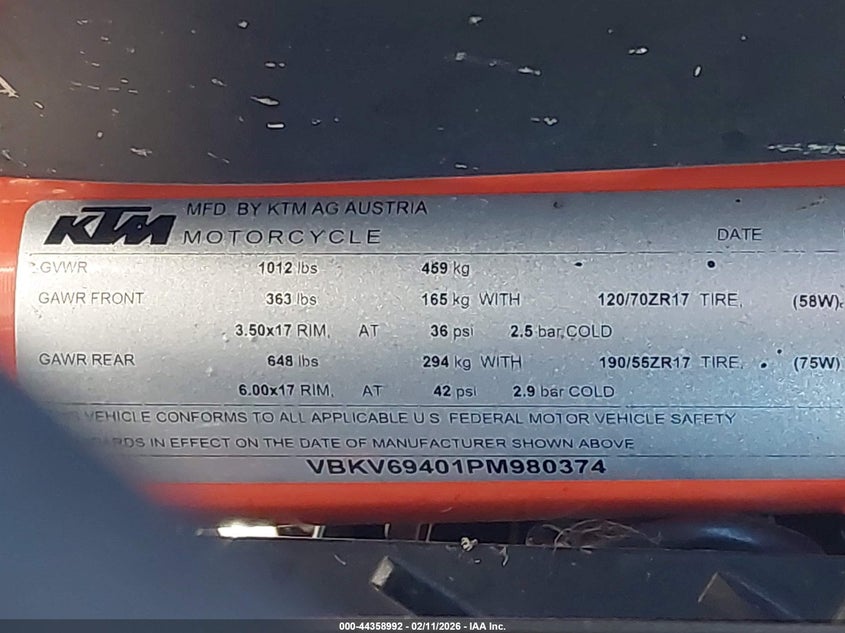 KTM MFD. BY KTM AG AUSTRIA
MOTORCYCLE DATE
GVWR 1012 lbs 459 kg
GAWR FRONT 363 lbs 165 kg WITH 120/70ZR17 TIRE, (58W),
3.50x17 RIM, AT 36 psi 2.5 bar, COLD
GAWR REAR 648 lbs 294 kg WITH 190/55ZR17 TIRE, (75W)
6.00x17 RIM, AT 42 psi 2.9 bar COLD
VEHICLE CONFORMS TO ALL APPLICABLE U.S. FEDERAL MOTOR VEHICLE SAFETY
IN EFFECT ON THE DATE OF MANUFACTURER SHOWN ABOVE
VBKV69401PM980374
000-44358992 - 02/11/2026 - IAA Inc.